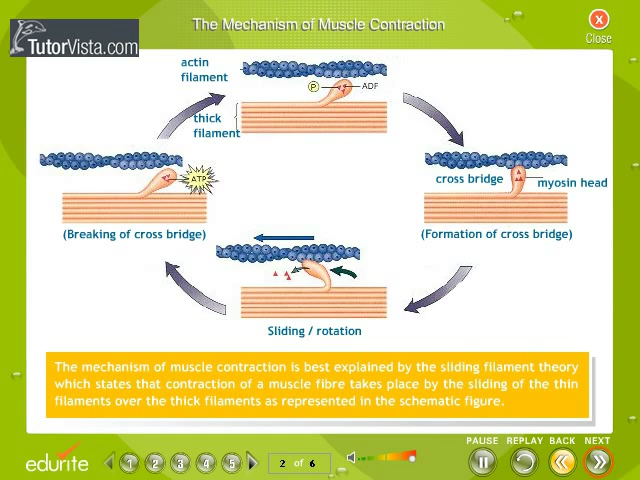 The Mechanism of Muscle Contraction
X
Close
TutorVista.com
actin
filament
P
ADF
thick
filament
cross bridge
myosin head
ATP
(Breaking of cross bridge)
(Formation of cross bridge)
Sliding / rotation
The mechanism of muscle contraction is best explained by the sliding filament theory
which states that contraction of a muscle fibre takes place by the sliding of the thin
filaments over the thick filaments as represented in the schematic figure.
PAUSE REPLAY BACK NEXT
edurite
1 2 3 4 5
2 of 6